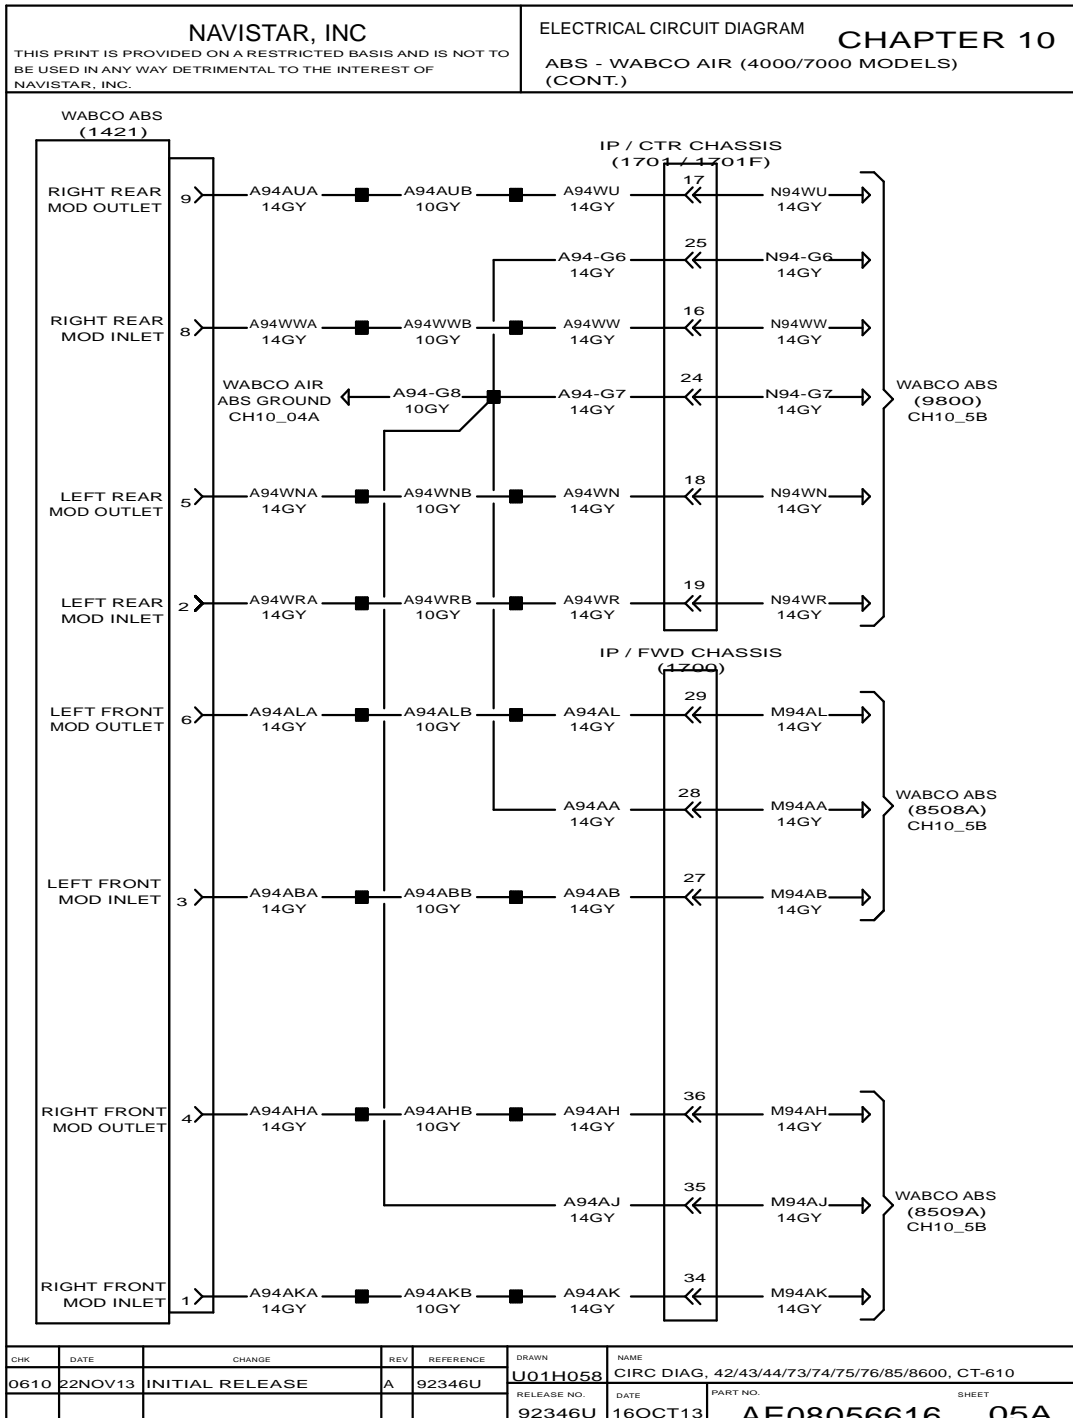 NAVISTAR, INC
THIS PRINT IS PROVIDED ON A RESTRICTED BASIS AND IS NOT TO
BE USED IN ANY WAY DETRIMENTAL TO THE INTEREST OF
NAVISTAR, INC.
ELECTRICAL CIRCUIT DIAGRAM
CHAPTER 10
ABS - WABCO AIR (4000/7000 MODELS)
(CONT.)
WABCO ABS
(1421)
IP / CTR CHASSIS
(1701 / 1701F)
RIGHT REAR
MOD OUTLET
9
A94AUA
14GY
A94AUB
10GY
A94WU
14GY
17
N94WU
14GY
A94-G6
14GY
25
N94-G6
14GY
RIGHT REAR
MOD INLET
8
A94WWA
14GY
A94WWB
10GY
A94WW
14GY
16
N94WW
14GY
WABCO AIR
ABS GROUND
CH10_04A
A94-G8
10GY
A94-G7
14GY
24
N94-G7
14GY
WABCO ABS
(9800)
CH10_5B
LEFT REAR
MOD OUTLET
5
A94WNA
14GY
A94WNB
10GY
A94WN
14GY
18
N94WN
14GY
LEFT REAR
MOD INLET
2
A94WRA
14GY
A94WRB
10GY
A94WR
14GY
19
N94WR
14GY
IP / FWD CHASSIS
(1700)
LEFT FRONT
MOD OUTLET
6
A94ALA
14GY
A94ALB
10GY
A94AL
14GY
29
M94AL
14GY
A94AA
14GY
28
M94AA
14GY
WABCO ABS
(8508A)
CH10_5B
LEFT FRONT
MOD INLET
3
A94ABA
14GY
A94ABB
10GY
A94AB
14GY
27
M94AB
14GY
RIGHT FRONT
MOD OUTLET
4
A94AHA
14GY
A94AHB
10GY
A94AH
14GY
36
M94AH
14GY
A94AJ
14GY
35
M94AJ
14GY
WABCO ABS
(8509A)
CH10_5B
RIGHT FRONT
MOD INLET
1
A94AKA
14GY
A94AKB
10GY
A94AK
14GY
34
M94AK
14GY
CHK DATE CHANGE REV REFERENCE
0610 22NOV13 INITIAL RELEASE A 92346U
DRAWN
U01H058
NAME
CIRC DIAG, 42/43/44/73/74/75/76/85/8600, CT-610
RELEASE NO.
92346U
DATE
16OCT13
PART NO.
AE08056616
SHEET
05A